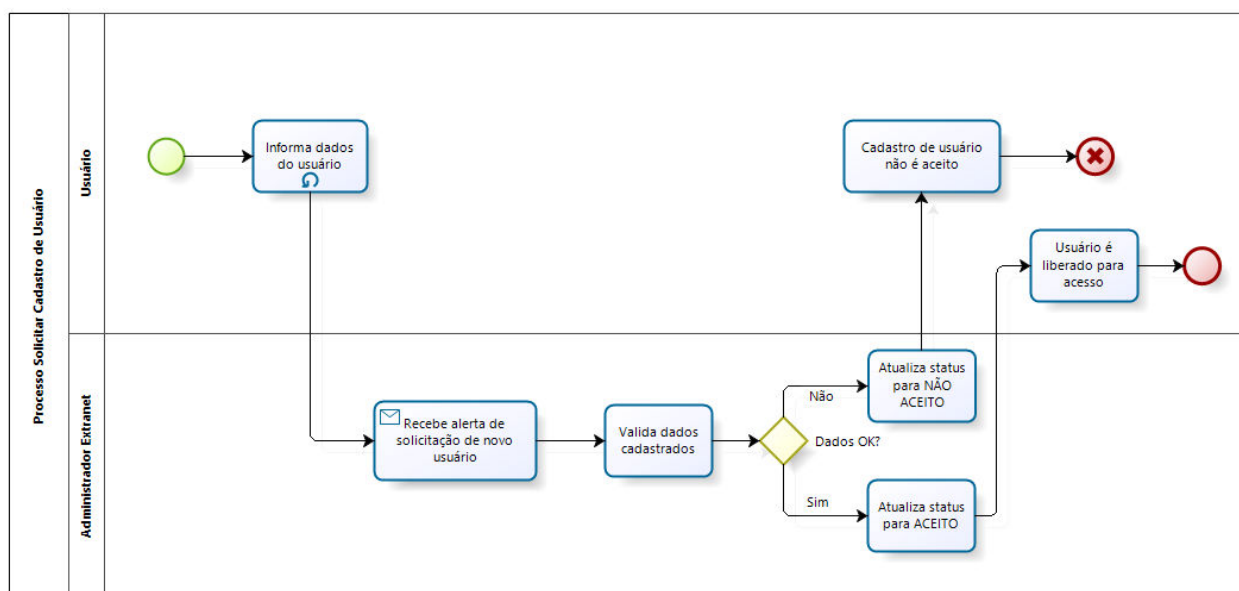 Processo Solicitar Cadastro de Usuário
Usuário
Informa dados
do usuário
Cadastro de usuário
não é aceito
Usuário é
liberado para
acesso
Administrador Extranet
Recebe alerta de
solicitação de novo
usuário
Valida dados
cadastrados
Dados OK?
Não
Atualiza status
para NÃO
ACEITO
Sim
Atualiza status
para ACEITO